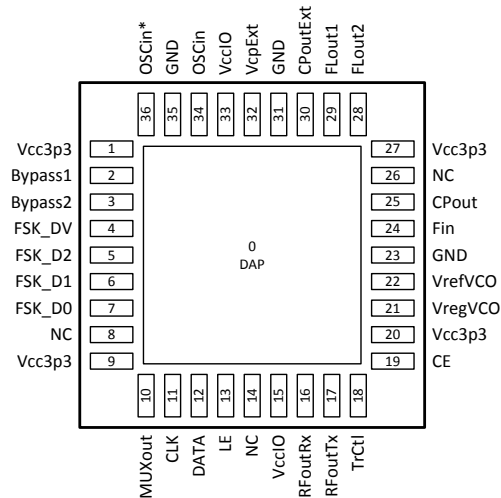 OSCin*
GND
OSCin
VccIO
VcpExt
GND
CPoutExt
FLout1
FLout2
36
35
34
33
32
31
30
29
28
Vcc3p3 1
Bypass1 2
Bypass2 3
FSK_DV 4
FSK_D2 5
FSK_D1 6
FSK_D0 7
NC 8
Vcc3p3 9
0
DAP
27 Vcc3p3
26 NC
25 CPout
24 Fin
23 GND
22 VrefVCO
21 VregVCO
20 Vcc3p3
19 CE
10
11
12
13
14
15
16
17
18
MUXout
CLK
DATA
LE
NC
VccIO
RFoutRx
RFoutTx
TrCtl